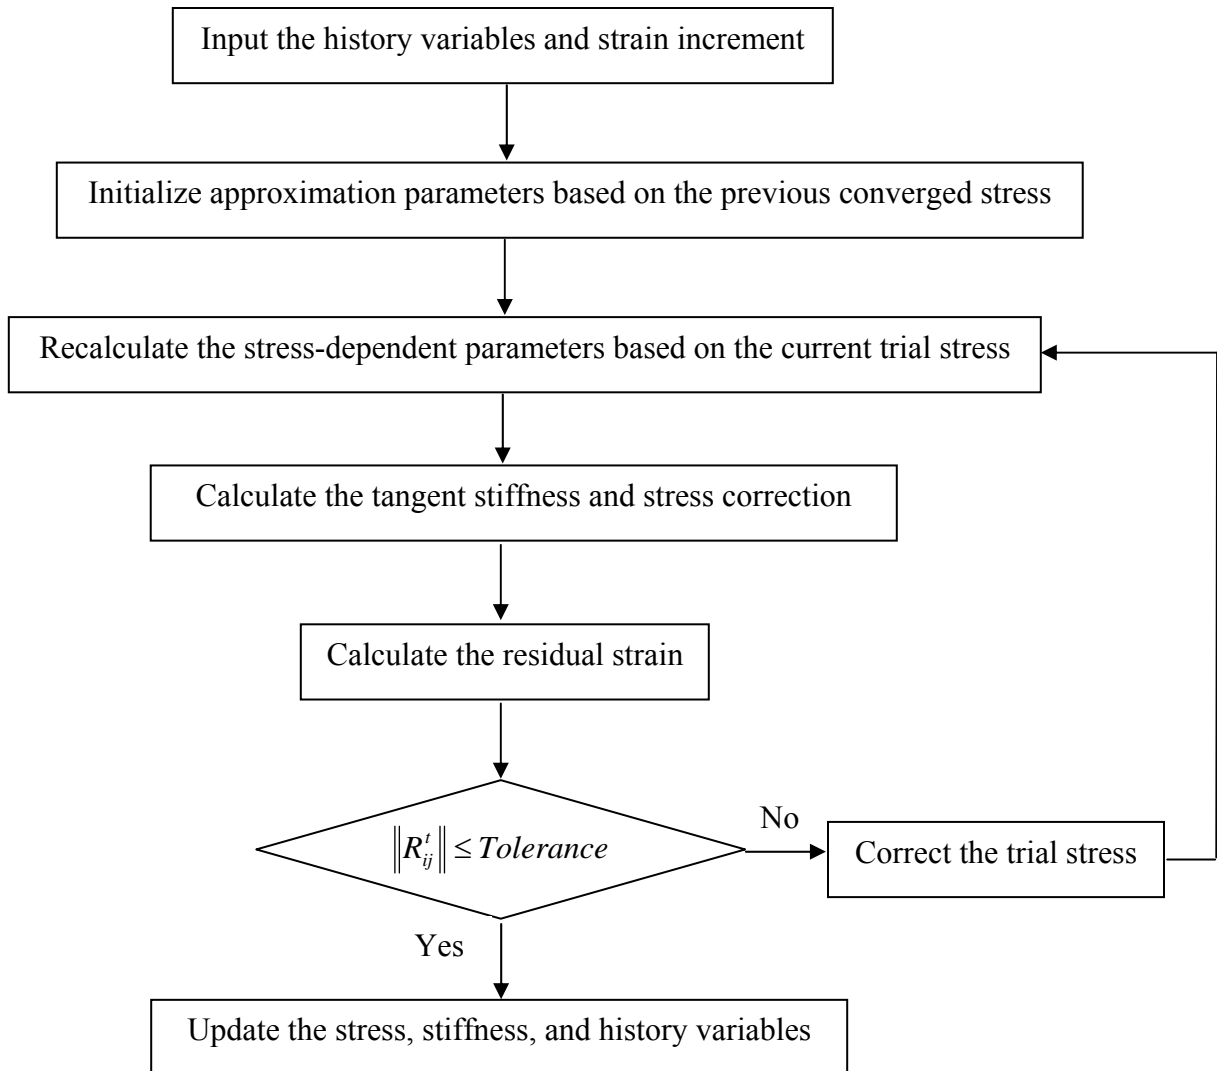 Input the history variables and strain increment
Initialize approximation parameters based on the previous converged stress
Recalculate the stress-dependent parameters based on the current trial stress
Calculate the tangent stiffness and stress correction
Calculate the residual strain
‖R_{ij}^{t}‖ ≤ Tolerance
No
Correct the trial stress
Yes
Update the stress, stiffness, and history variables